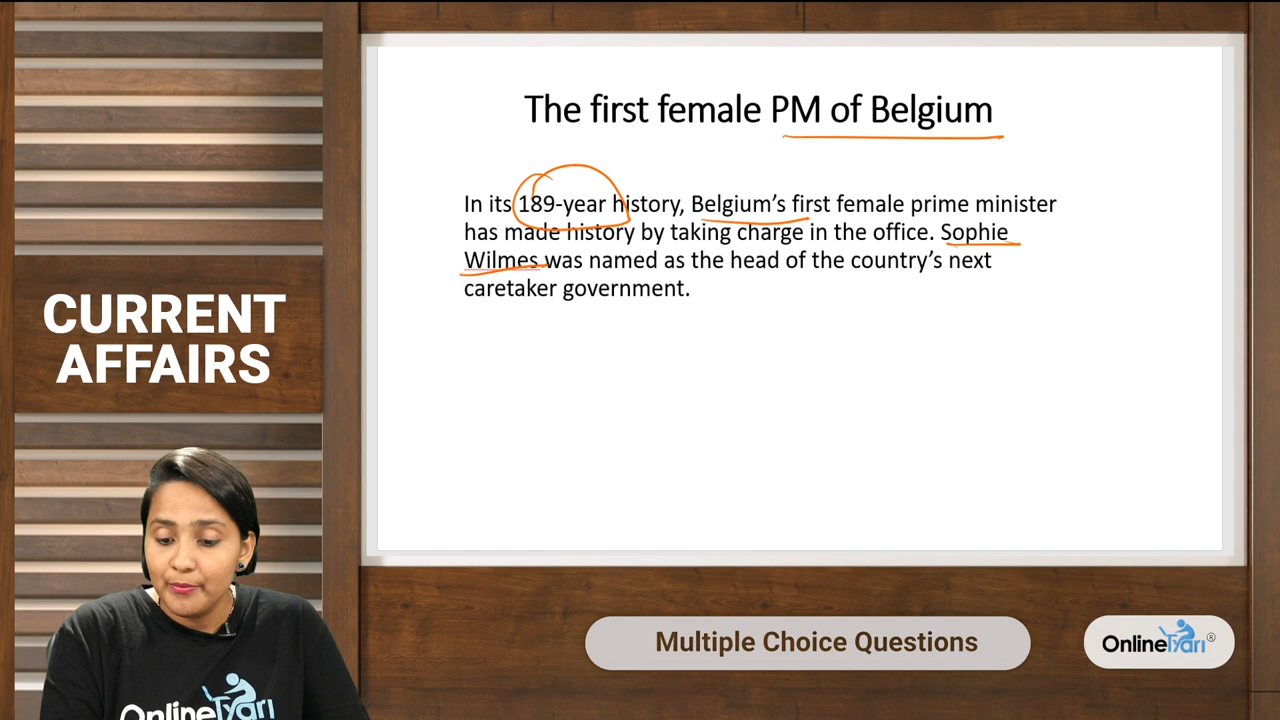 The first female PM of Belgium
In its 189-year history, Belgium's first female prime minister
has made history by taking charge in the office. Sophie
Wilmes was named as the head of the country's next
caretaker government.
CURRENT
AFFAIRS
Multiple Choice Questions
OnlineTyari®
OnlineTyari